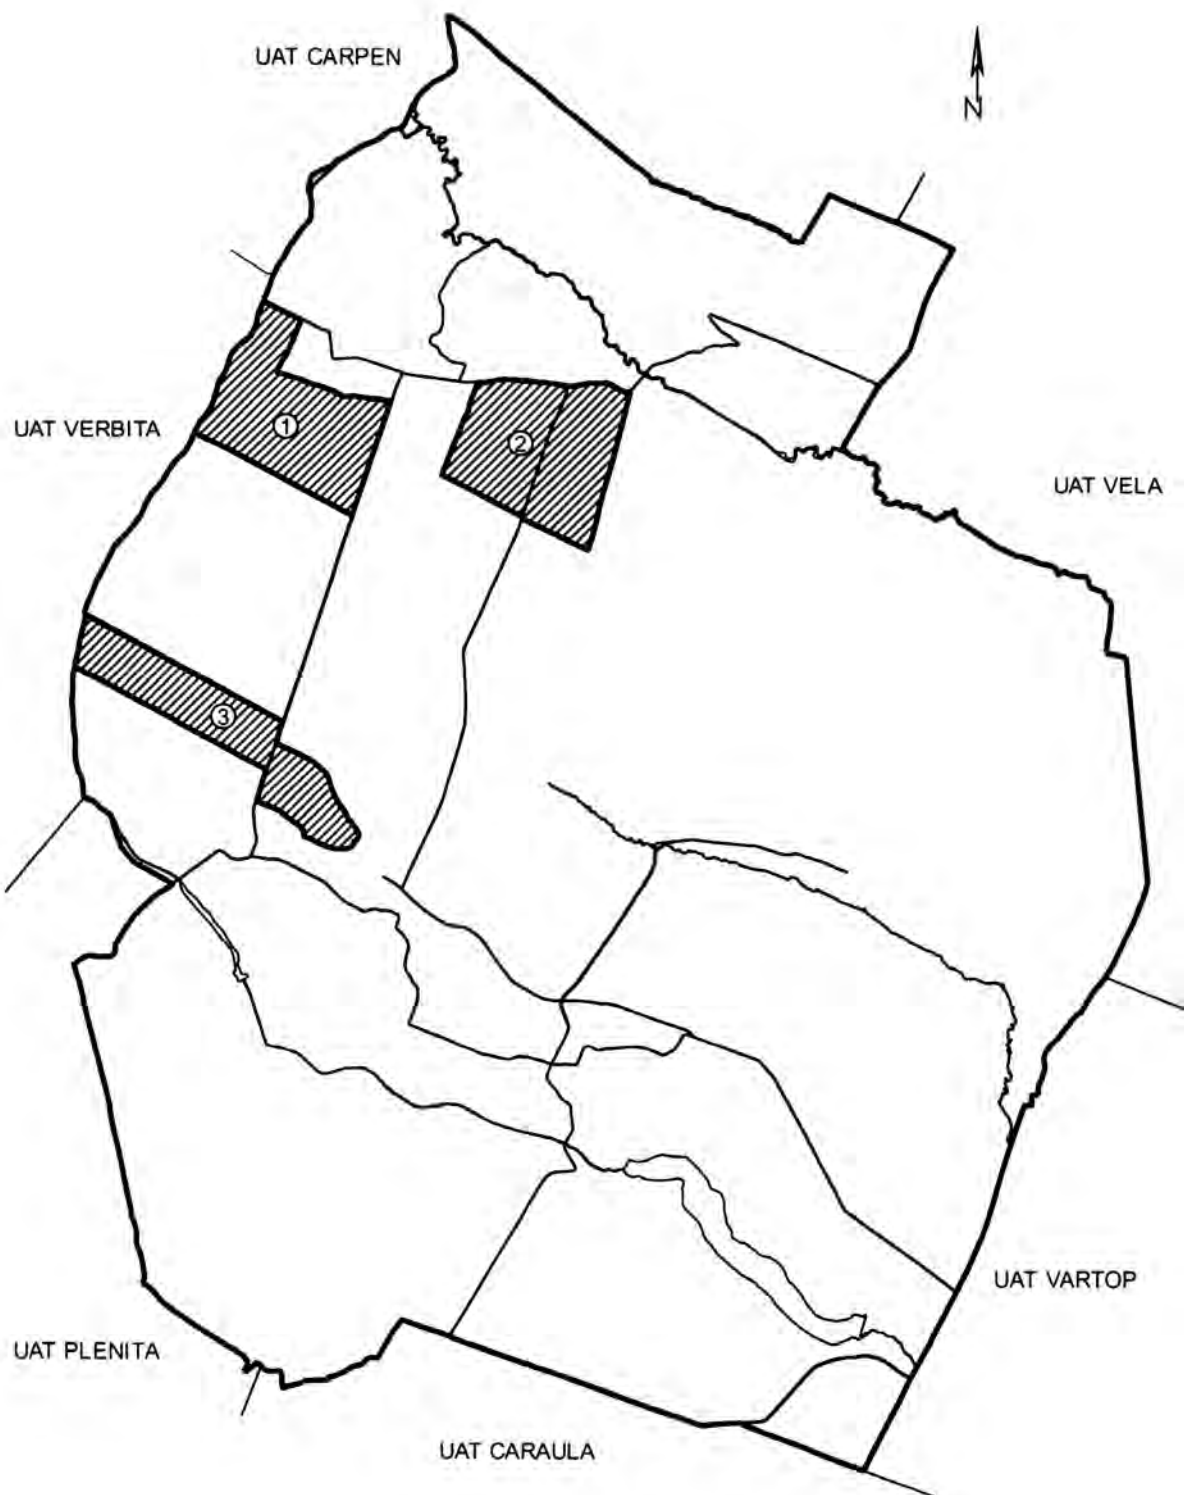 UAT CARPEN
N
UAT VERBITA
1
2
UAT VELA
3
UAT VARTOP
UAT PLENITA
UAT CARAULA